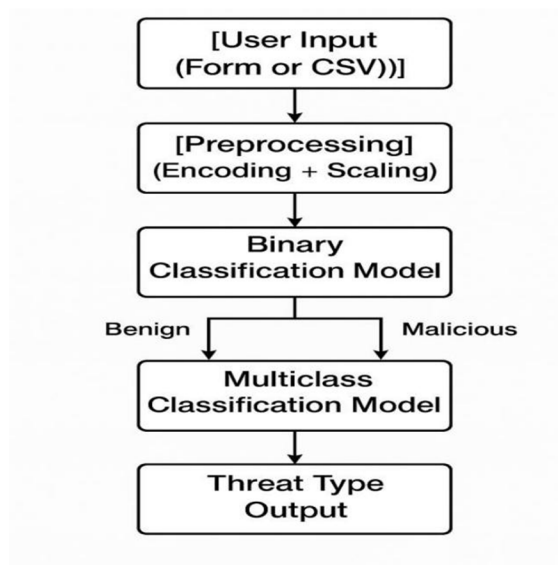 [User Input
(Form or CSV))]
[Preprocessing]
(Encoding + Scaling)
Binary
Classification Model
Benign
Malicious
Multiclass
Classification Model
Threat Type
Output